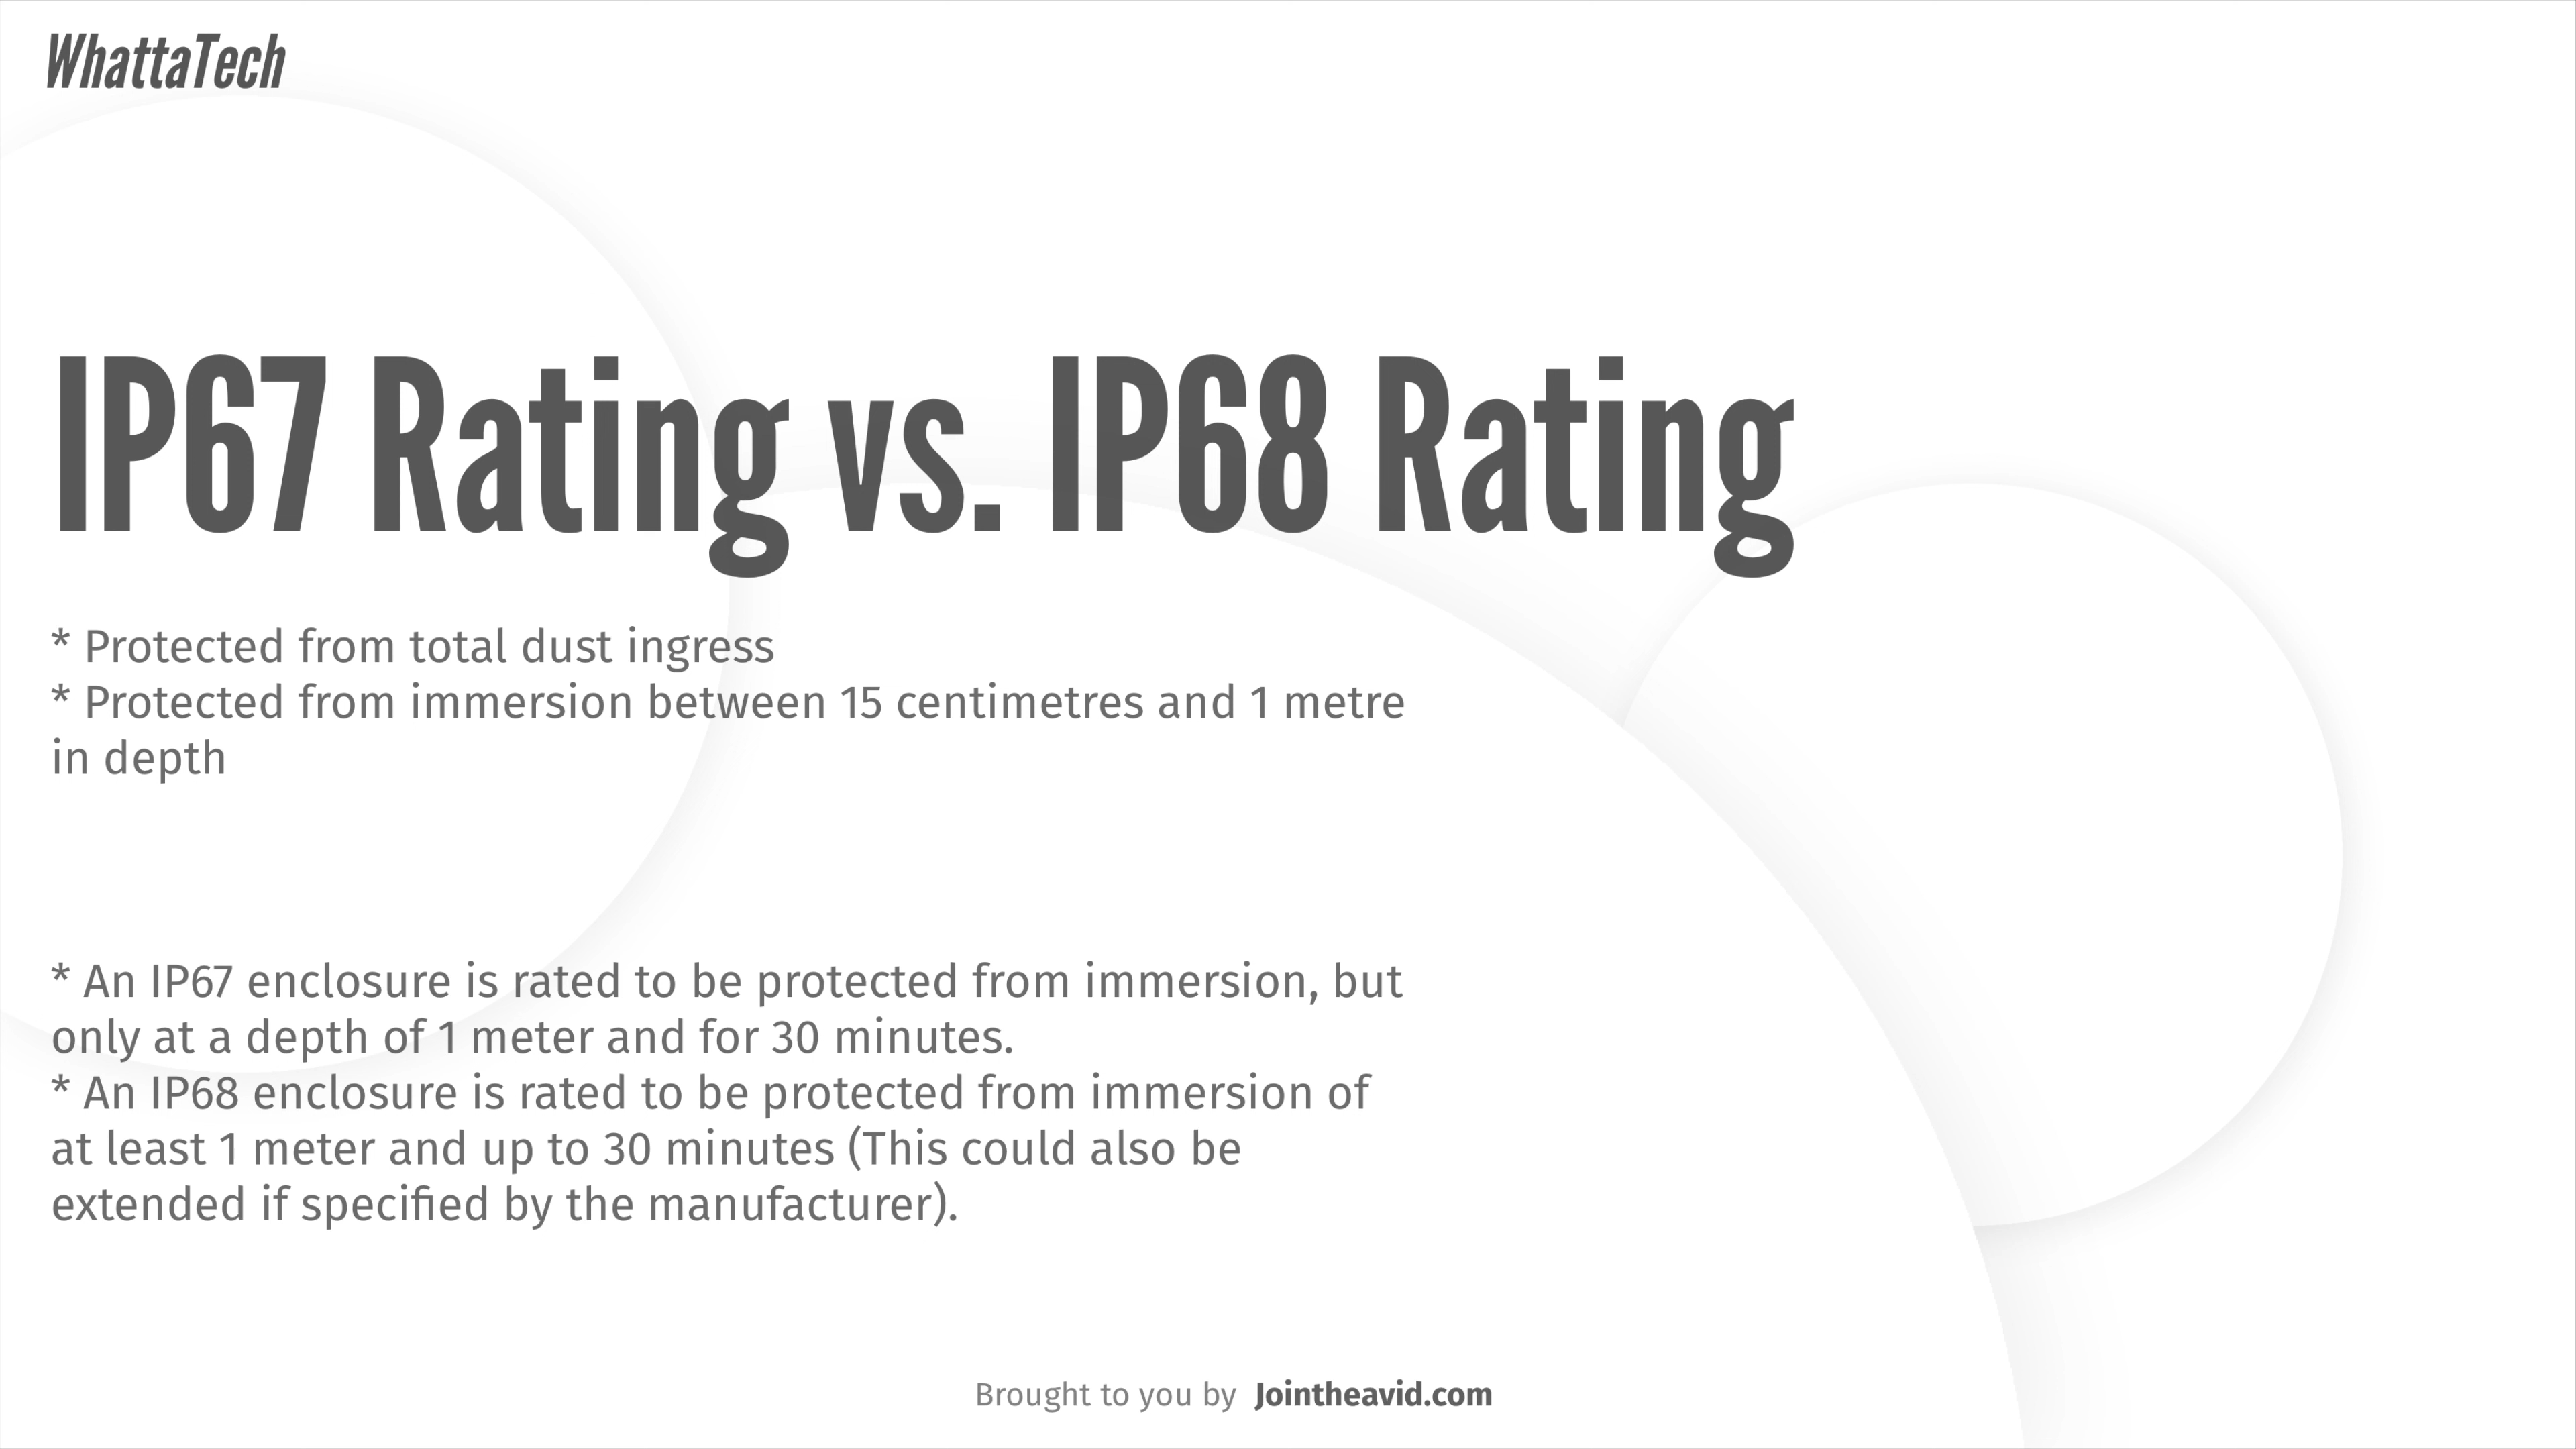 WhattaTech
IP67 Rating vs. IP68 Rating
* Protected from total dust ingress
* Protected from immersion between 15 centimetres and 1 metre
in depth
* An IP67 enclosure is rated to be protected from immersion, but
only at a depth of 1 meter and for 30 minutes.
* An IP68 enclosure is rated to be protected from immersion of
at least 1 meter and up to 30 minutes (This could also be
extended if specified by the manufacturer).
Brought to you by Jointheavid.com